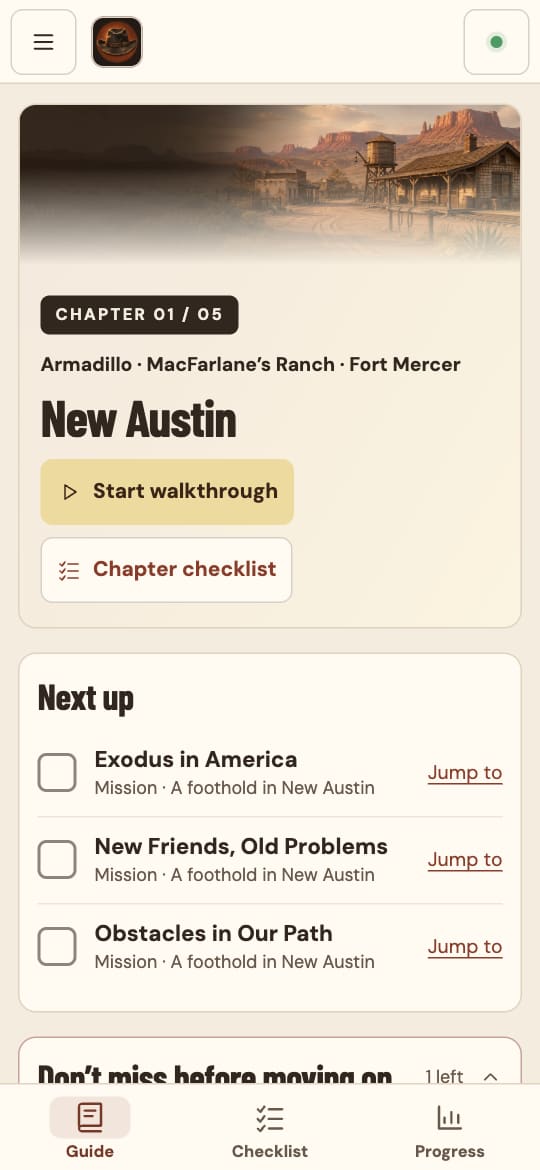 CHAPTER 01 / 05
Armadillo · MacFarlane’s Ranch · Fort Mercer
New Austin
Start walkthrough
Chapter checklist
Next up
Exodus in America
Mission · A foothold in New Austin
Jump to
New Friends, Old Problems
Mission · A foothold in New Austin
Jump to
Obstacles in Our Path
Mission · A foothold in New Austin
Jump to
Don’t miss before moving on
1 left
Guide
Checklist
Progress